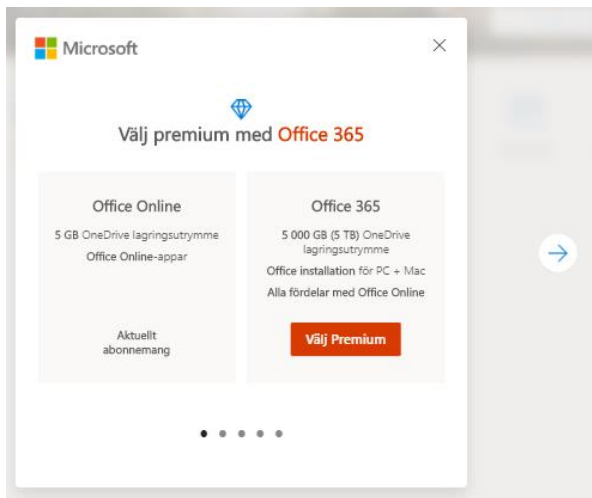 Microsoft
Välj premium med Office 365
Office Online
5 GB OneDrive lagringsutrymme
Office Online-appar
Aktuellt
abonnemang
Office 365
5 000 GB (5 TB) OneDrive
lagringsutrymme
Office installation för PC + Mac
Alla fördelar med Office Online
Välj Premium